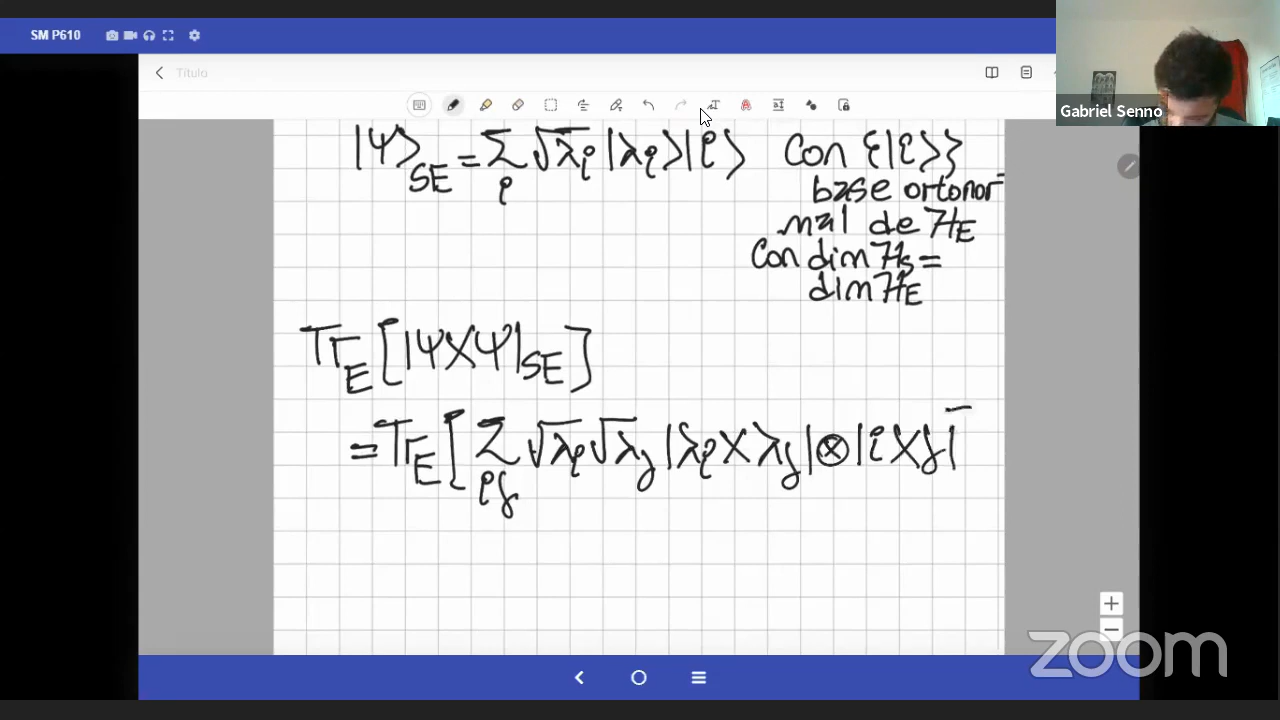 SM P610
Título
Gabriel Senno
|Ψ⟩_SE = Σ_i √λ_i |λ_i⟩|i⟩ Con {|i⟩}
base ortonor-
mal de ℋ_E
Con dim ℋ_S =
dim ℋ_E
Tr_E [|Ψ⟩⟨Ψ|_SE]
= Tr_E [ Σ_ij √λ_i √λ_j |λ_i⟩⟨λ_j| ⊗ |i⟩⟨j|
zoom